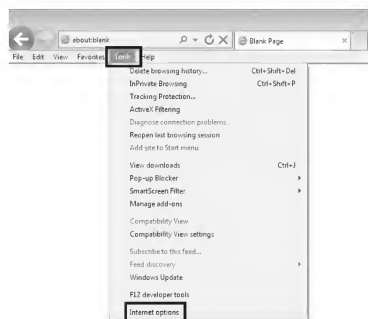 about:blank
Blank Page
File Edit View Favorites Tools Help
Delete browsing history... Ctrl+Shift+Del
InPrivate Browsing Ctrl+Shift+P
Tracking Protection...
ActiveX Filtering
Diagnose connection problems...
Reopen last browsing session
Add site to Start menu
View downloads Ctrl+J
Pop-up Blocker
SmartScreen Filter
Manage add-ons
Compatibility View
Compatibility View settings
Subscribe to this feed...
Feed discovery
Windows Update
F12 developer tools
Internet options